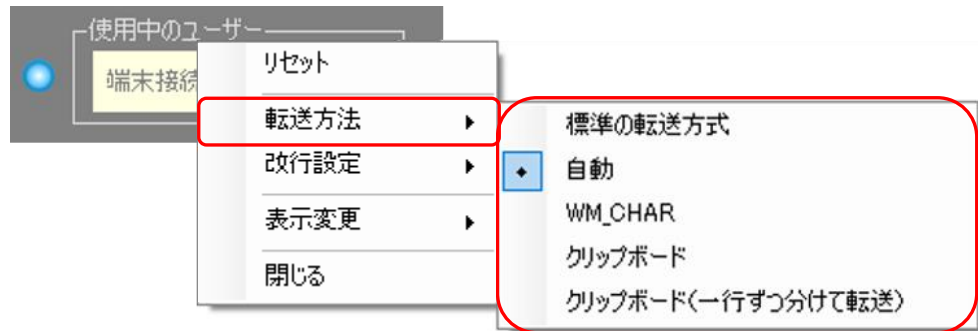 使用中のユーザー
端末接続
リセット
転送方法
改行設定
表示変更
閉じる
標準の転送方式
自動
WM_CHAR
クリップボード
クリップボード(一行ずつ分けて転送)